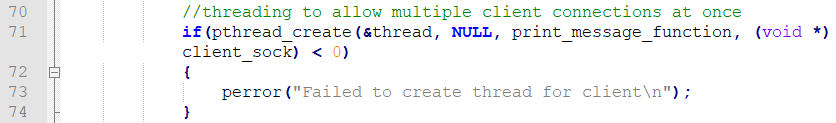 70 //threading to allow multiple client connections at once
71 if(pthread_create(&thread, NULL, print_message_function, (void *)
client_sock) < 0)
72 {
73 perror("Failed to create thread for client\n");
74 }